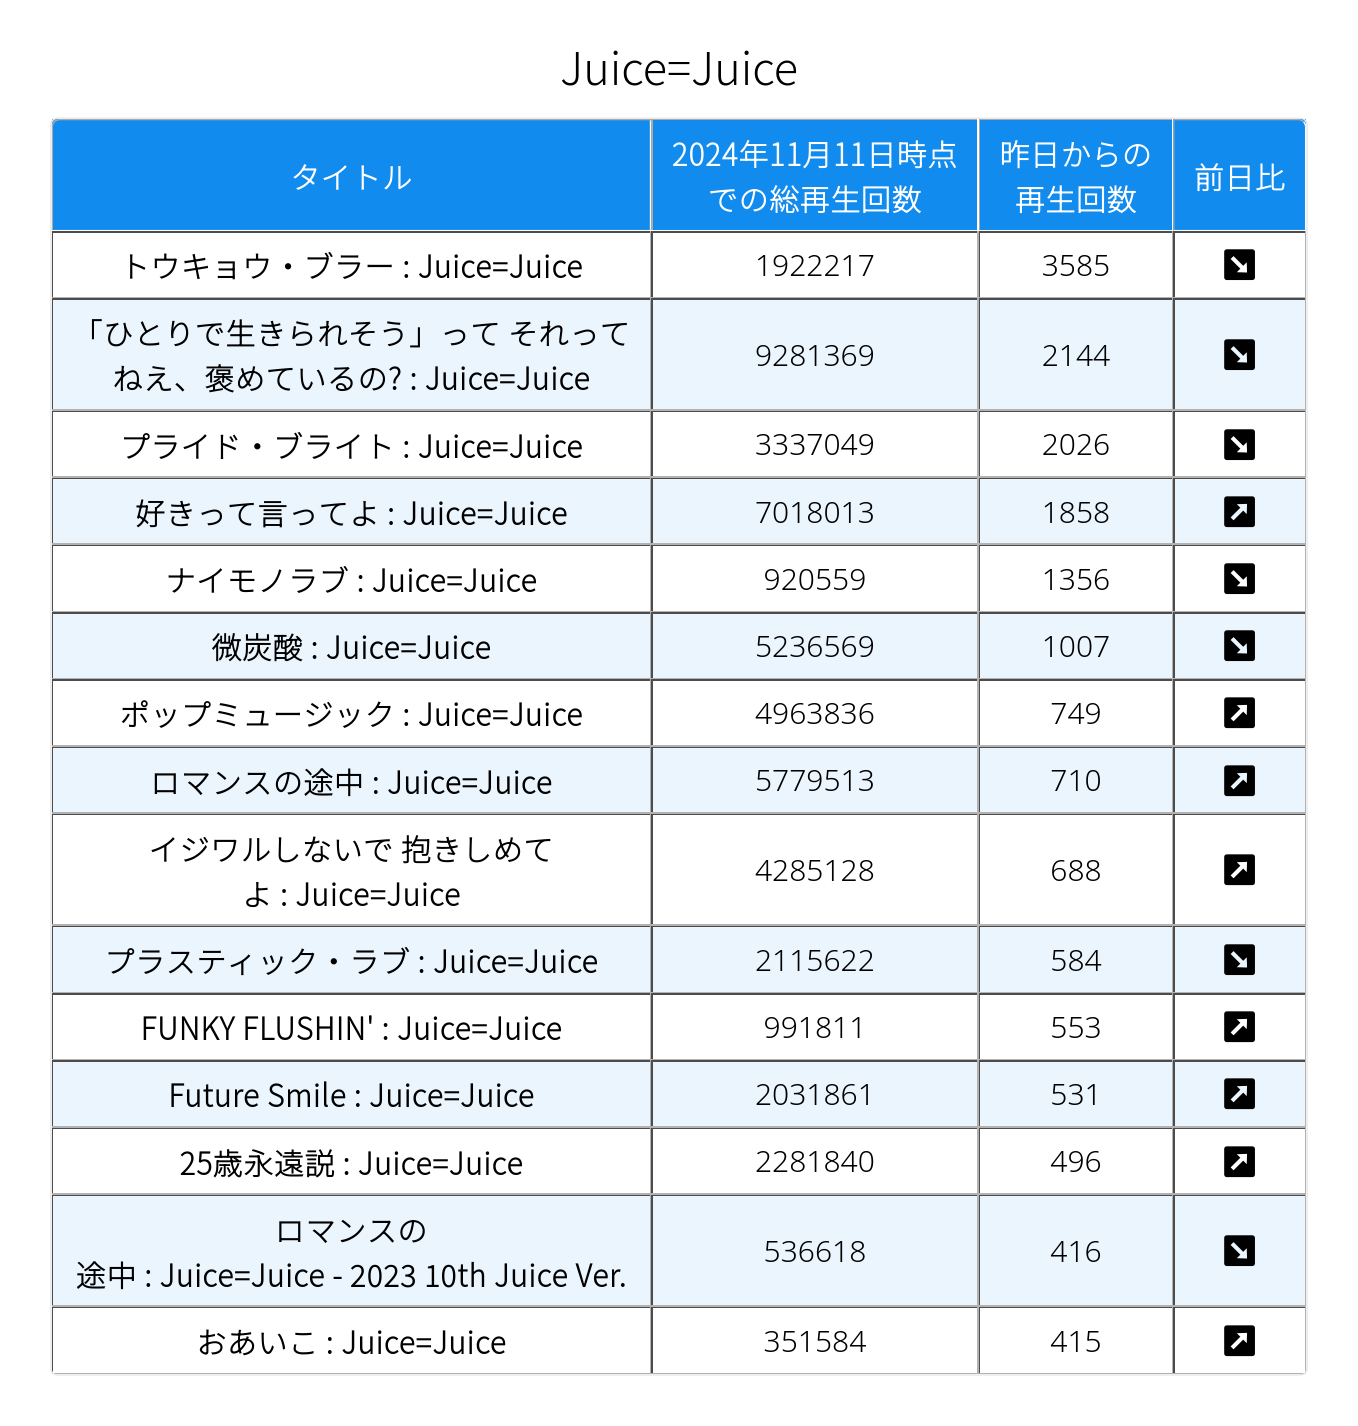 Juice=Juice
タイトル
2024年11月11日時点
での総再生回数
昨日からの
再生回数
前日比
トウキョウ・ブラー : Juice=Juice
1922217
3585
「ひとりで生きられそう」って それって
ねえ、褒めているの? : Juice=Juice
9281369
2144
プライド・ブライト : Juice=Juice
3337049
2026
好きって言ってよ : Juice=Juice
7018013
1858
ナイモノラブ : Juice=Juice
920559
1356
微炭酸 : Juice=Juice
5236569
1007
ポップミュージック : Juice=Juice
4963836
749
ロマンスの途中 : Juice=Juice
5779513
710
イジワルしないで 抱きしめて
よ : Juice=Juice
4285128
688
プラスティック・ラブ : Juice=Juice
2115622
584
FUNKY FLUSHIN' : Juice=Juice
991811
553
Future Smile : Juice=Juice
2031861
531
25歳永遠説 : Juice=Juice
2281840
496
ロマンスの
途中 : Juice=Juice - 2023 10th Juice Ver.
536618
416
おあいこ : Juice=Juice
351584
415